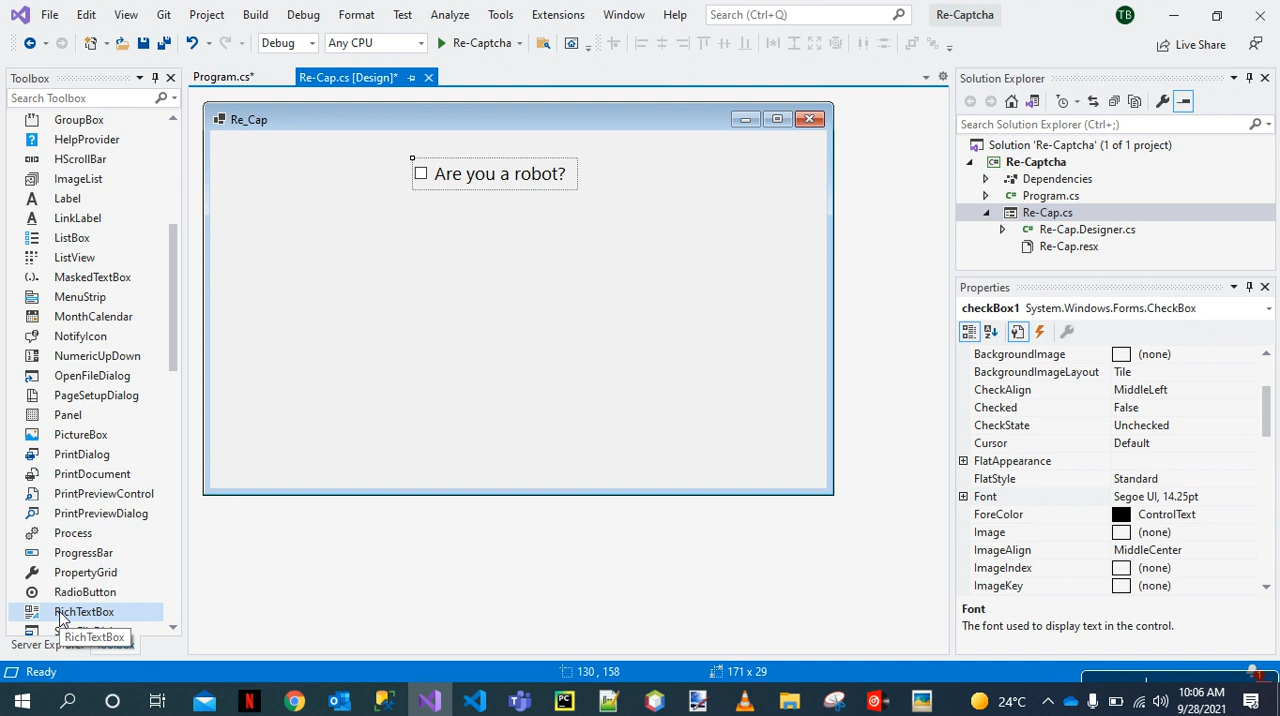 File Edit View Git Project Build Debug Format Test Analyze Tools Extensions Window Help Search (Ctrl+Q) Re-Captcha TB
Debug Any CPU Re-Captcha Live Share
Toolbox
Search Toolbox
GroupBox
HelpProvider
HScrollBar
ImageList
Label
LinkLabel
ListBox
ListView
MaskedTextBox
MenuStrip
MonthCalendar
NotifyIcon
NumericUpDown
OpenFileDialog
PageSetupDialog
Panel
PictureBox
PrintDialog
PrintDocument
PrintPreviewControl
PrintPreviewDialog
Process
ProgressBar
PropertyGrid
RadioButton
RichTextBox
RichTextBox
Server Explorer Toolbox
Program.cs* Re-Cap.cs [Design]*
Re_Cap
Are you a robot?
Solution Explorer
Search Solution Explorer (Ctrl+;)
Solution 'Re-Captcha' (1 of 1 project)
Re-Captcha
Dependencies
Program.cs
Re-Cap.cs
Re-Cap.Designer.cs
Re-Cap.resx
Properties
checkBox1 System.Windows.Forms.CheckBox
BackgroundImage (none)
BackgroundImageLayout Tile
CheckAlign MiddleLeft
Checked False
CheckState Unchecked
Cursor Default
FlatAppearance
FlatStyle Standard
Font Segoe UI, 14.25pt
ForeColor ControlText
Image (none)
ImageAlign MiddleCenter
ImageIndex (none)
ImageKey (none)
Font
The font used to display text in the control.
Ready 130 , 158 171 x 29
24°C 10:06 AM
9/28/2021